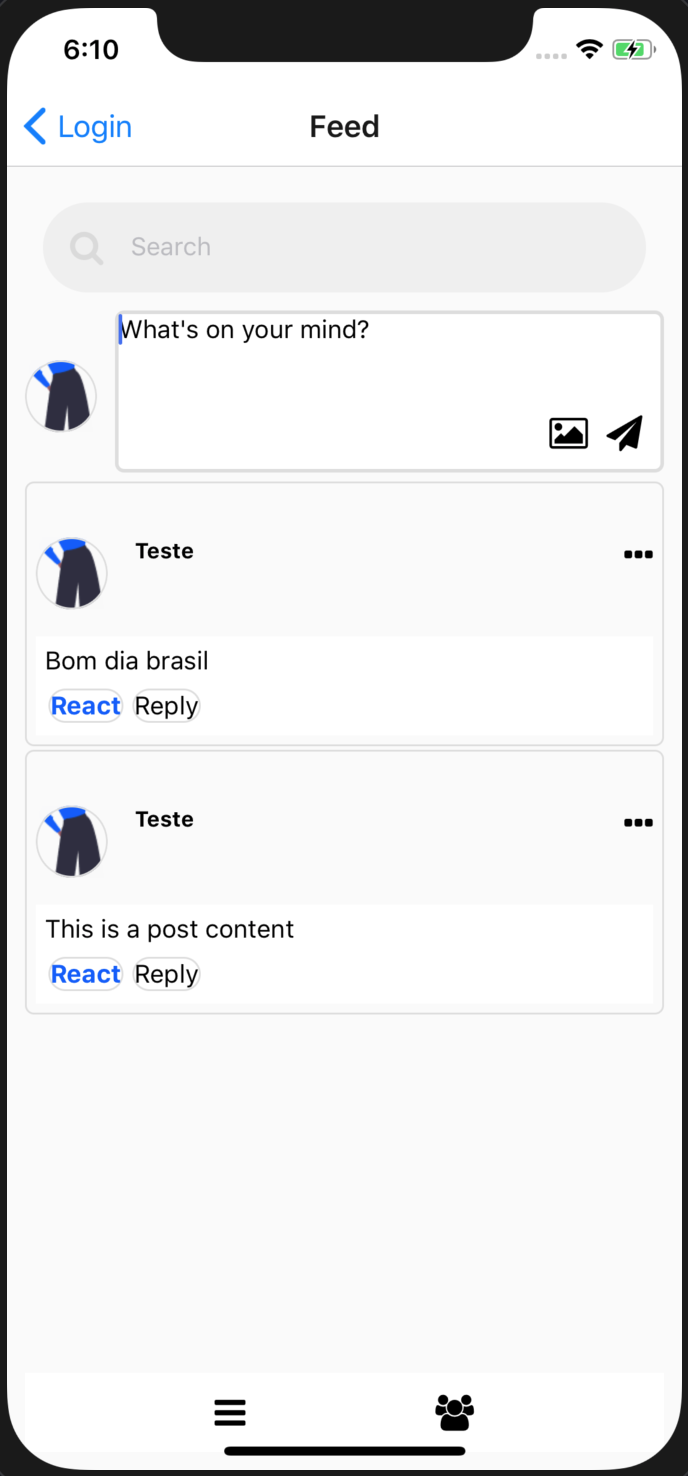 6:10
Login
Feed
Search
What's on your mind?
Teste
Bom dia brasil
React Reply
Teste
This is a post content
React Reply